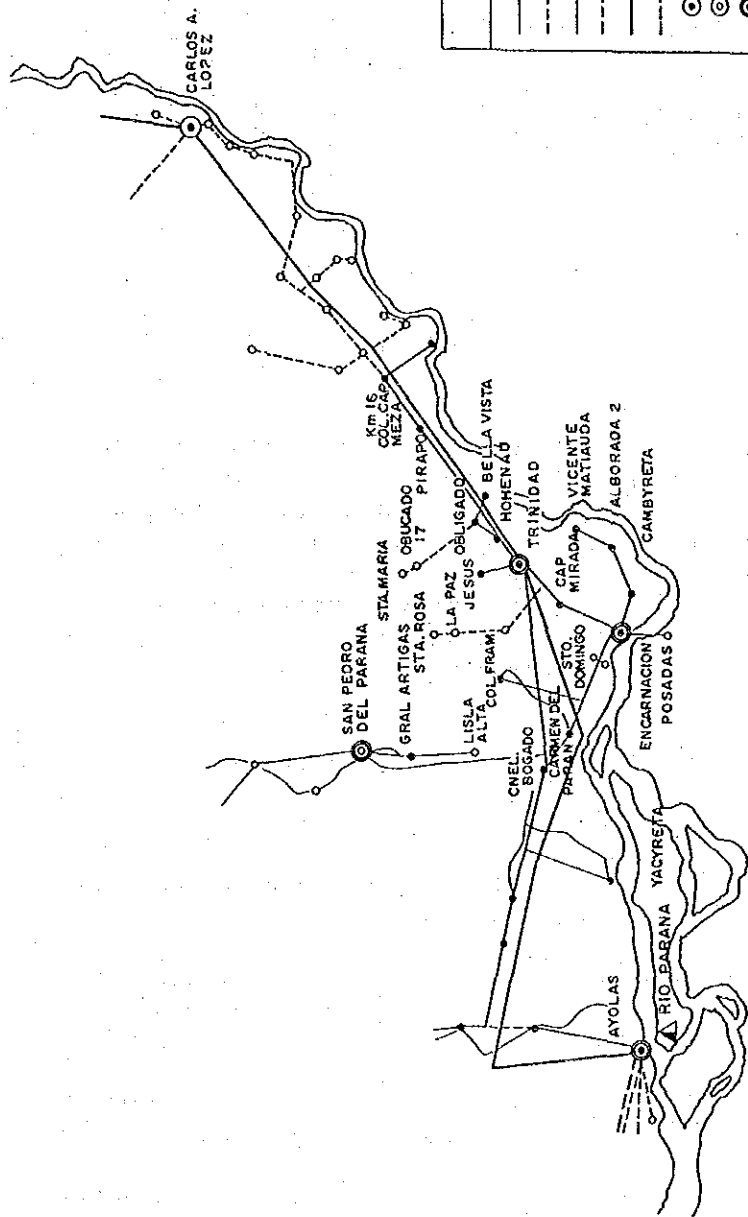 CARLOS A.
LOPEZ
Km 16
COL. CAP.
MEZA
PIRAPO
BELLA VISTA
HOHENAU
OBLIGADO
OBUCADO
17
STA. MARIA
JESUS
LA PAZ
STA. ROSA
TRINIDAD
VICENTE
MATIAUDA
ALBORADA 2
CAMBYRETA
CAP
MIRADA
COL. FRAM
STO.
DOMINGO
ENCARNACION
POSADAS
SAN PEDRO
DEL PARANA
GRAL ARTIGAS
LISLA
ALTA
CNEL.
BOGADO
CARMEN DEL
PARANA
YACYRETA
RIO PARANA
AYOLAS